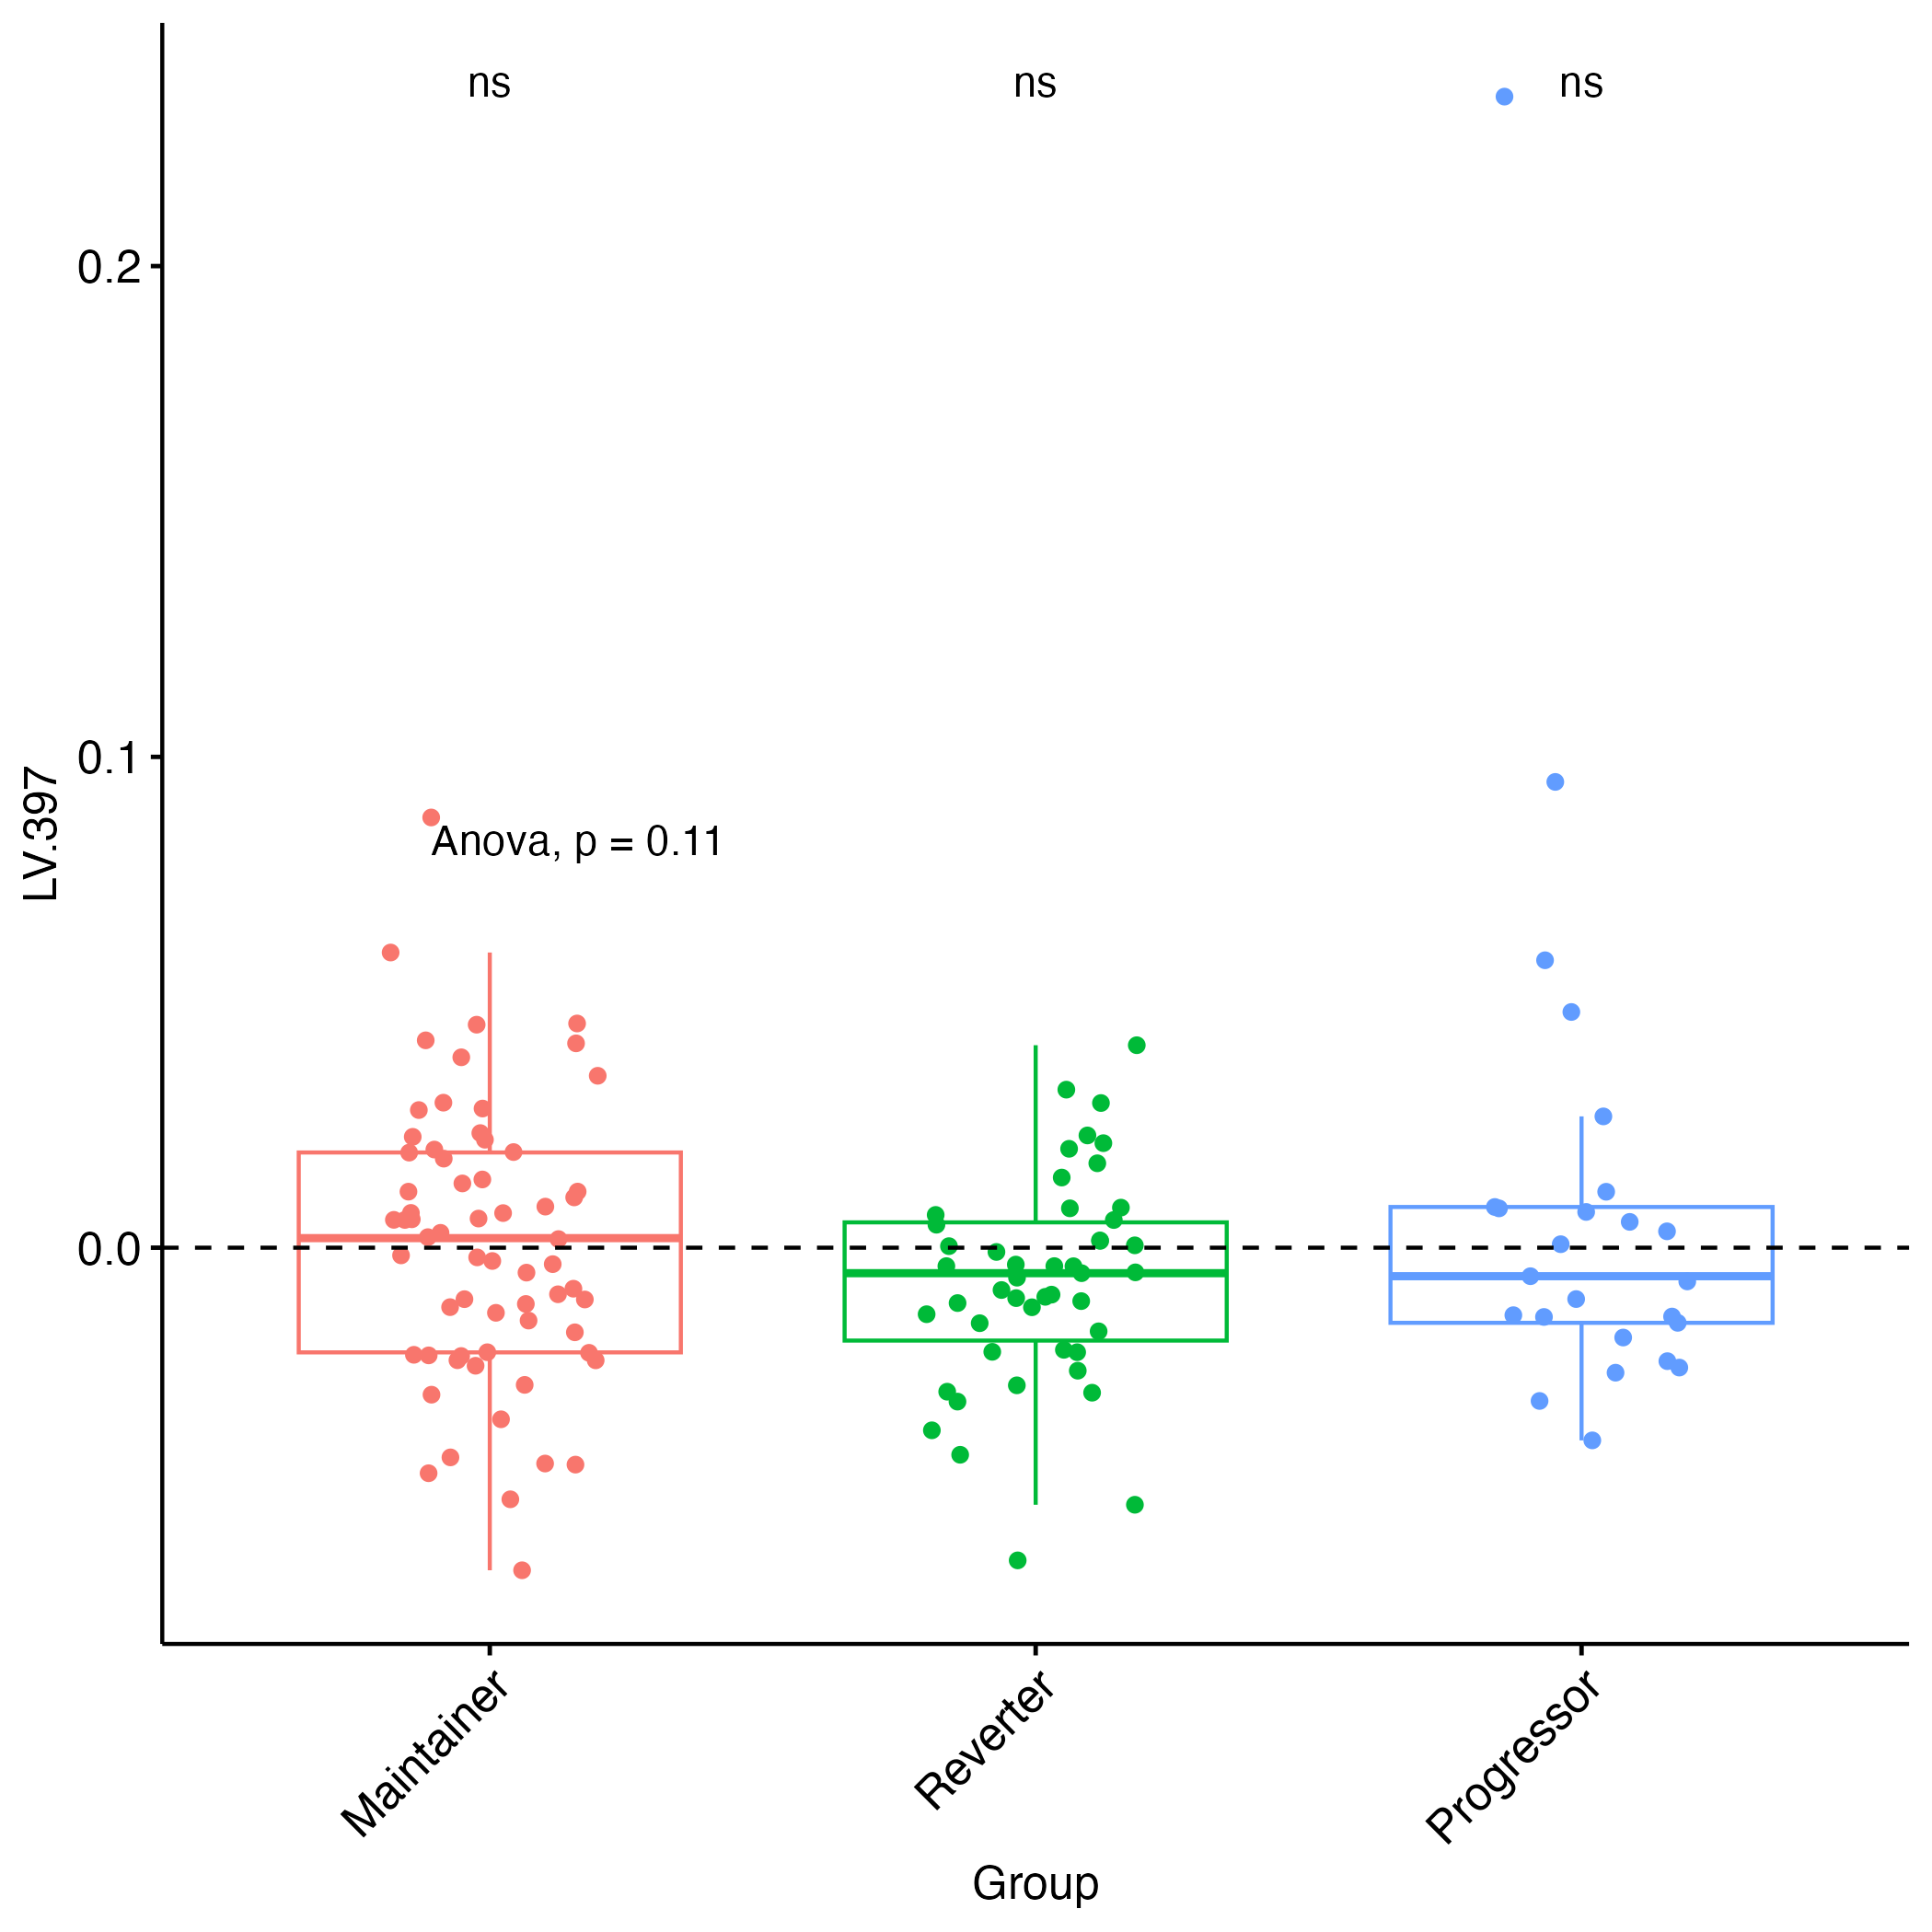 ns
ns
ns
0.2
0.1
0.0
LV.397
Anova, p = 0.11
Maintainer
Reverter
Progressor
Group